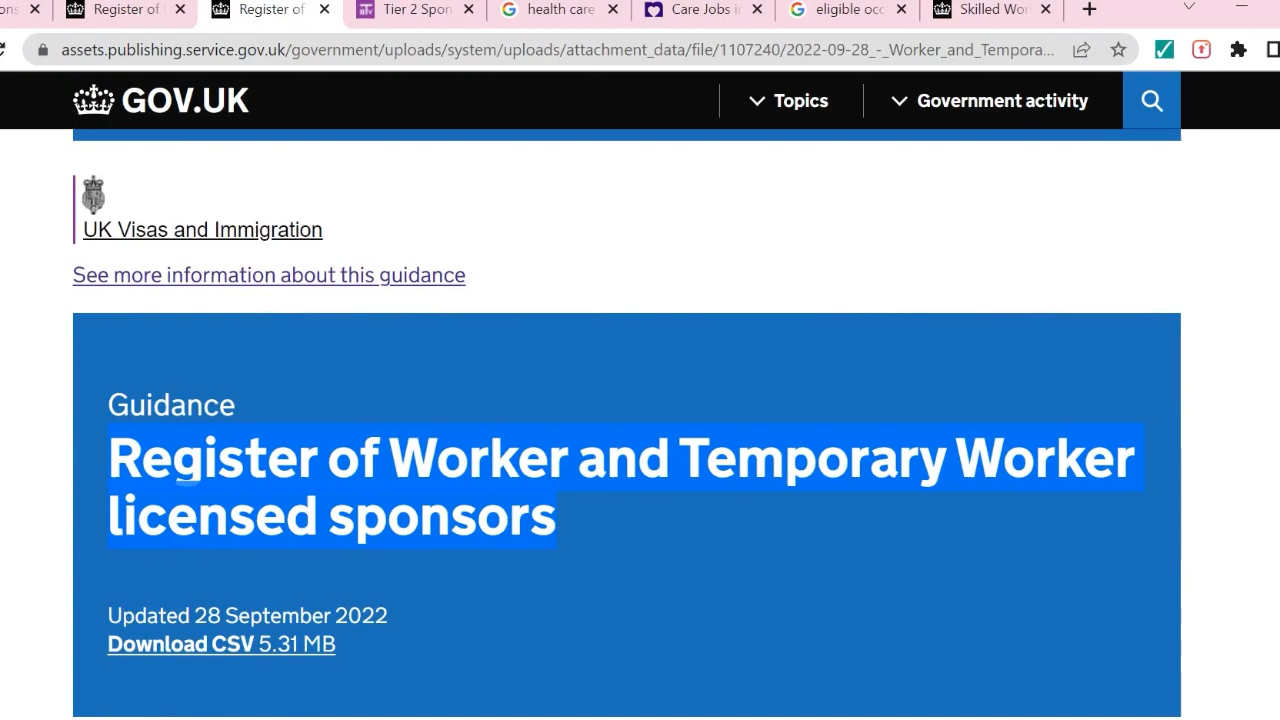 ons
Register of
Register of
Tier 2 Spon
health care
Care Jobs in
eligible occ
Skilled Wor
assets.publishing.service.gov.uk/government/uploads/system/uploads/attachment_data/file/1107240/2022-09-28_-_Worker_and_Tempora...
GOV.UK
Topics
Government activity
UK Visas and Immigration
See more information about this guidance
Guidance
Register of Worker and Temporary Worker
licensed sponsors
Updated 28 September 2022
Download CSV 5.31 MB